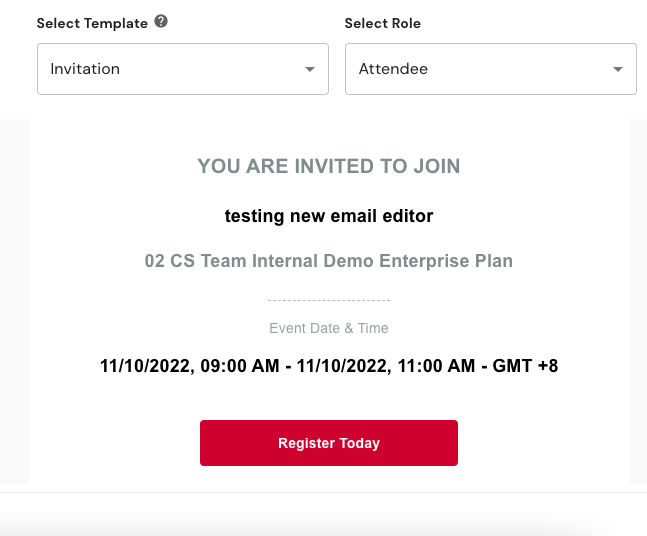 Select Template ?
Select Role
Invitation
Attendee
YOU ARE INVITED TO JOIN
testing new email editor
02 CS Team Internal Demo Enterprise Plan
Event Date & Time
11/10/2022, 09:00 AM - 11/10/2022, 11:00 AM - GMT +8
Register Today